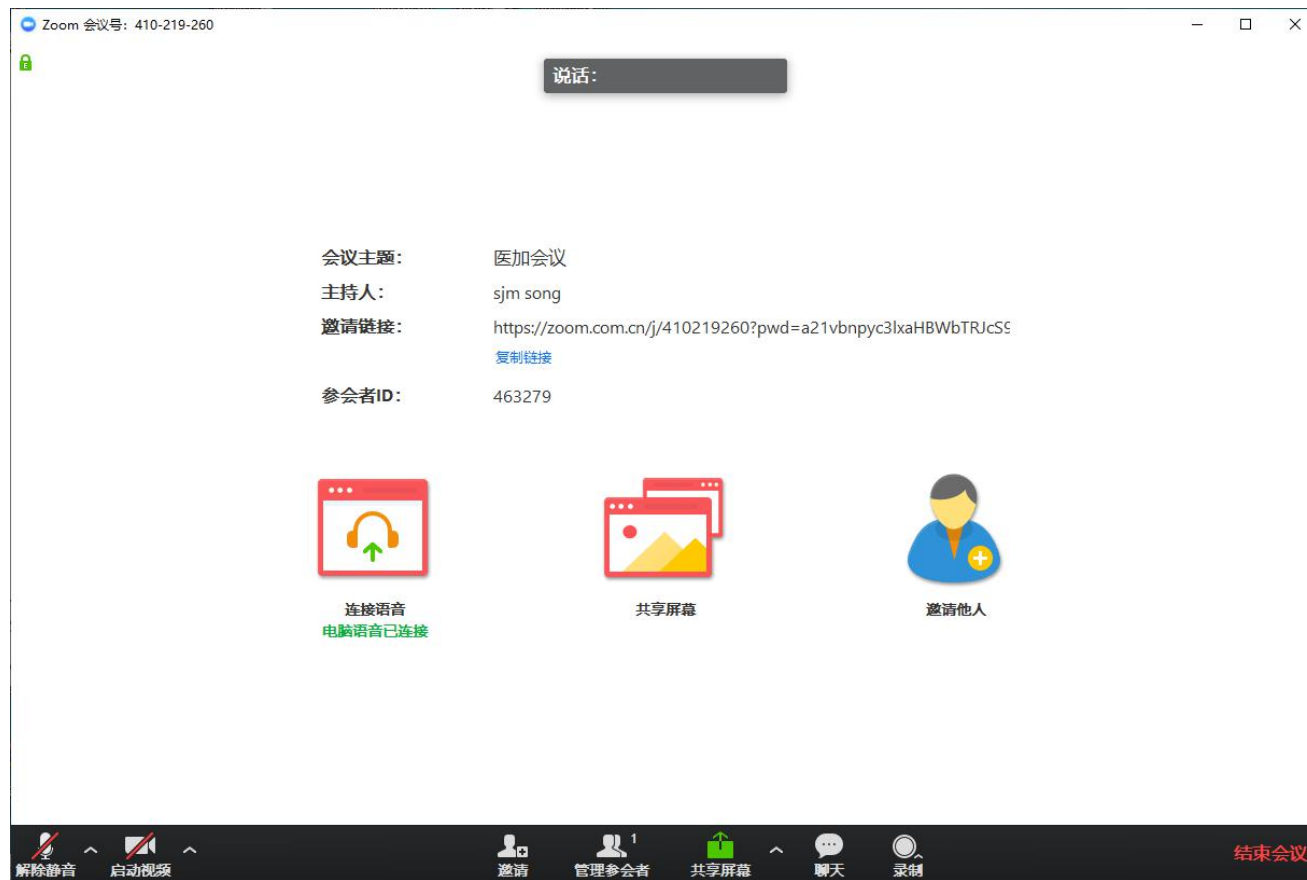 Zoom 会议号: 410-219-260
说话:
会议主题: 医加会议
主持人: sjm song
邀请链接: https://zoom.com.cn/j/410219260?pwd=a21vbnpyc3lxaHBWbTRJcS9
复制链接
参会者ID: 463279
连接语音 共享屏幕 邀请他人
电脑语音已连接
解除静音 启动视频 邀请 管理参会者 1 共享屏幕 聊天 录制 结束会议